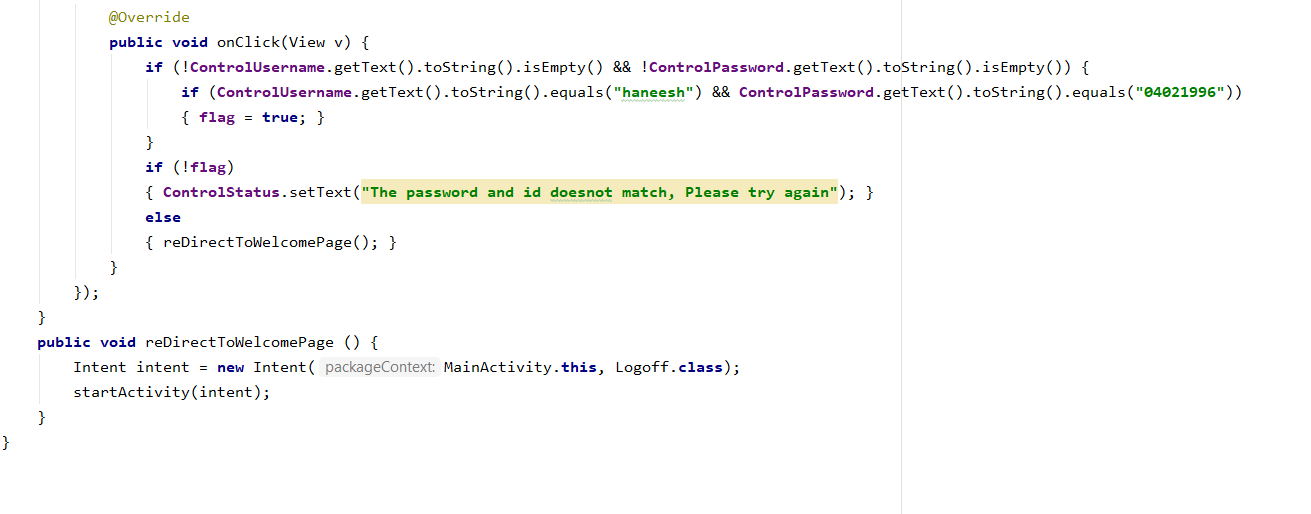 @Override
public void onClick(View v) {
if (!ControlUsername.getText().toString().isEmpty() && !ControlPassword.getText().toString().isEmpty()) {
if (ControlUsername.getText().toString().equals("haneesh") && ControlPassword.getText().toString().equals("04021996"))
{ flag = true; }
}
if (!flag)
{ ControlStatus.setText("The password and id doesnot match, Please try again"); }
else
{ reDirectToWelcomePage(); }
}
});
}
public void reDirectToWelcomePage () {
Intent intent = new Intent( packageContext: MainActivity.this, Logoff.class);
startActivity(intent);
}
}